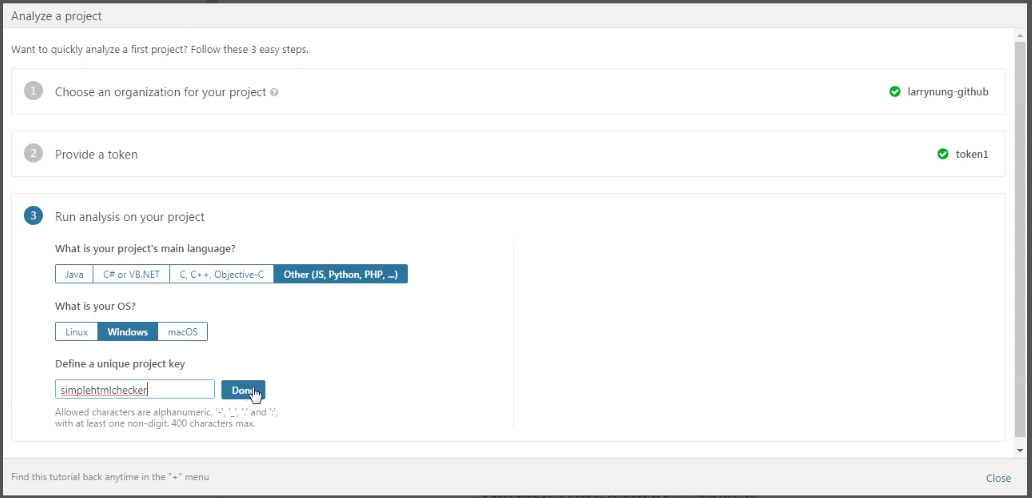 Analyze a project
Want to quickly analyze a first project? Follow these 3 easy steps.
1 Choose an organization for your project ? larrynung-github
2 Provide a token token1
3 Run analysis on your project
What is your project's main language?
Java C# or VB.NET C, C++, Objective-C Other (JS, Python, PHP, ...)
What is your OS?
Linux Windows macOS
Define a unique project key
simplehtmlchecker Done
Allowed characters are alphanumeric, '-', '_', '.' and ':',
with at least one non-digit. 400 characters max.
Find this tutorial back anytime in the "+" menu Close